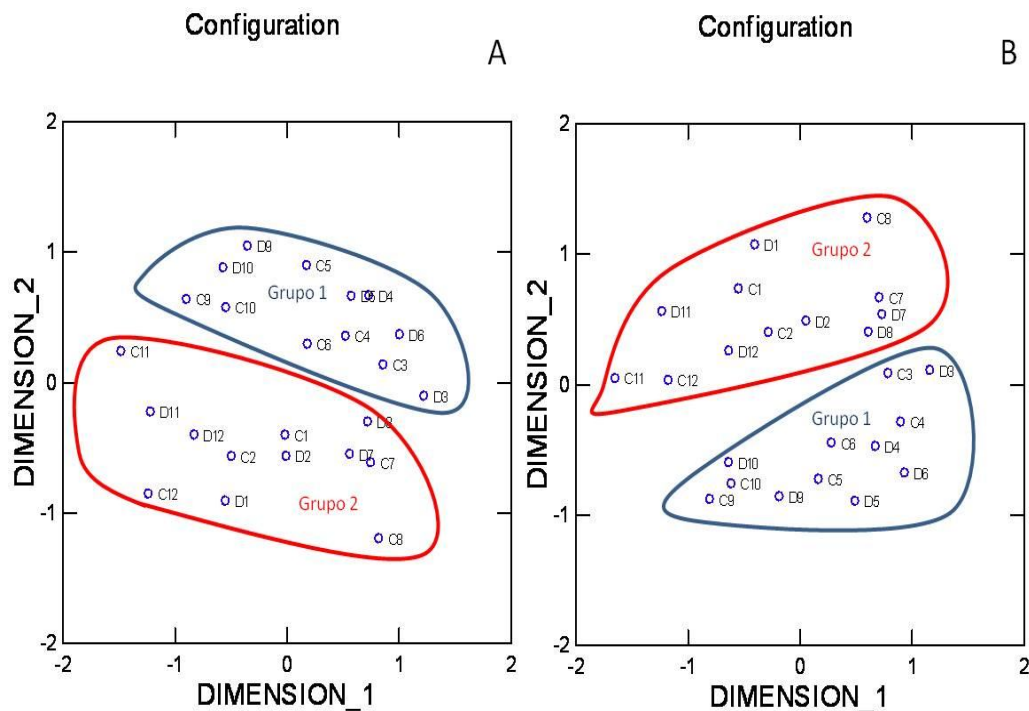 Configuration
A
DIMENSION_2
2
1
0
-1
-2
D9
C5
D10
Grupo 1
D5
D4
C9
C10
C6
C4
D6
C3
D3
C11
D11
D8
D12
C1
C2
D2
D7
C7
C12
D1
Grupo 2
C8
-2
-1
0
1
2
DIMENSION_1
Configuration
B
DIMENSION_2
2
1
0
-1
-2
C8
D1
Grupo 2
C1
C7
D11
D7
D2
C2
D8
D12
C11
C12
C3
D3
C4
Grupo 1
C6
D4
D10
D6
C10
C5
C9
D9
D5
-2
-1
0
1
2
DIMENSION_1